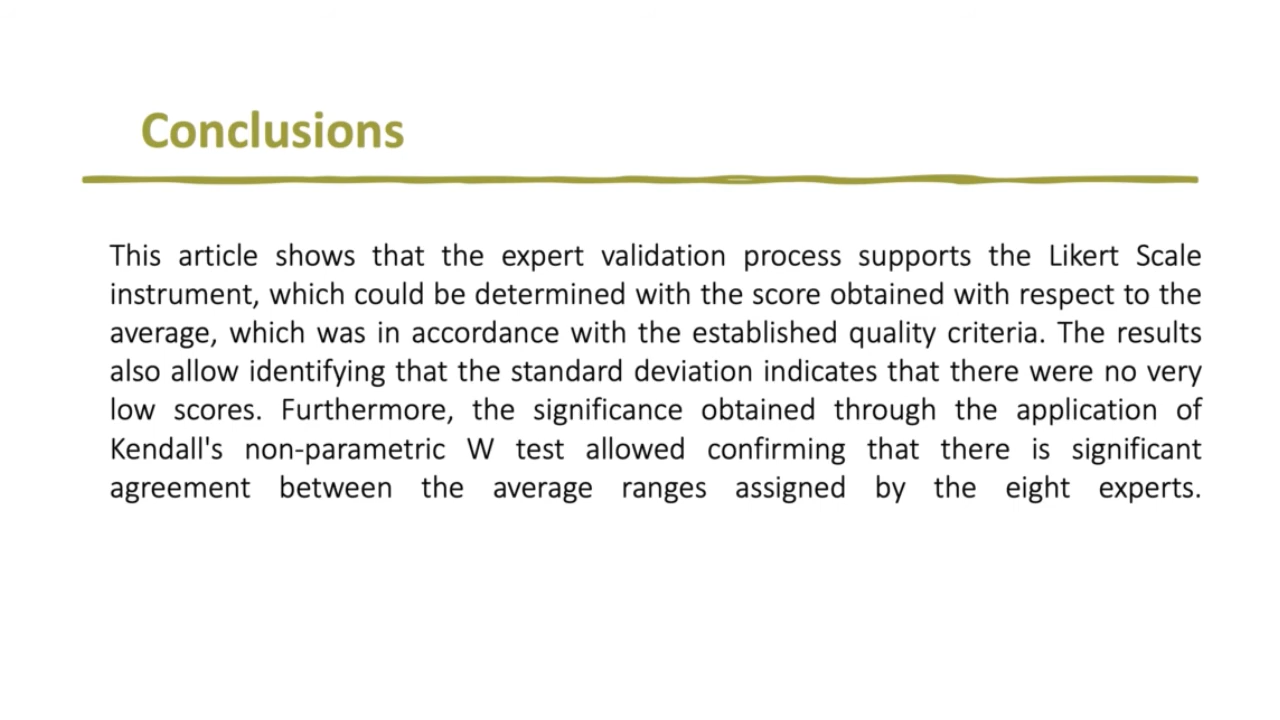 Conclusions
This article shows that the expert validation process supports the Likert Scale
instrument, which could be determined with the score obtained with respect to the
average, which was in accordance with the established quality criteria. The results
also allow identifying that the standard deviation indicates that there were no very
low scores. Furthermore, the significance obtained through the application of
Kendall's non-parametric W test allowed confirming that there is significant
agreement between the average ranges assigned by the eight experts.